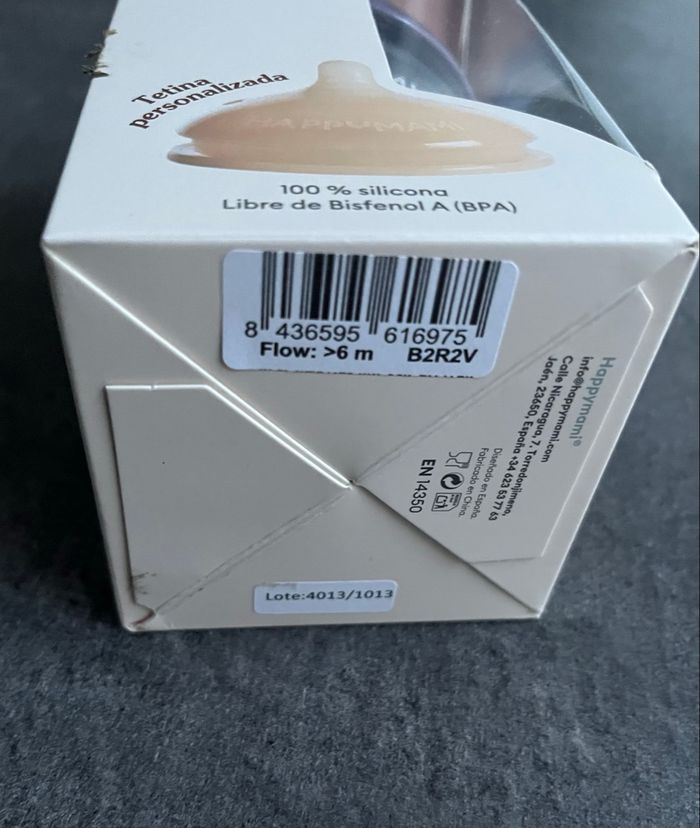 Tetina
personalizada
HAPPYMAMI
100 % silicona
Libre de Bisfenol A (BPA)
8 436595 616975
Flow: >6 m B2R2V
Happymami®
info@happymami.com
Calle Nicaragua, 7, Torredonjimeno,
Jaén, 23650, España +34 623 53 77 63
Diseñado en España.
Fabricado en China.
EN 14350
Lote:4013/1013